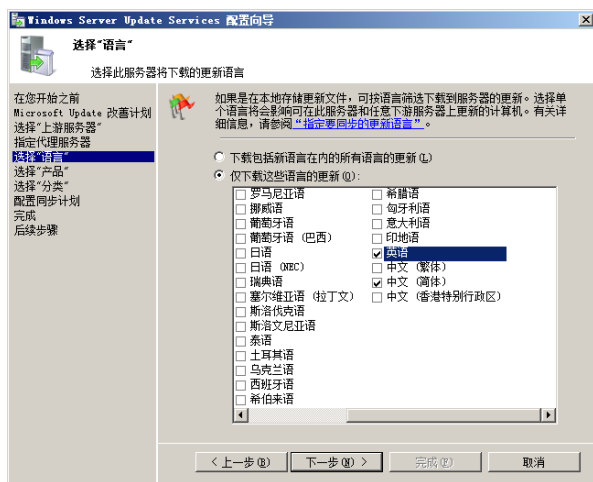 Windows Server Update Services 配置向导
选择“语言”
选择此服务器将下载的更新语言
在您开始之前
Microsoft Update 改善计划
选择“上游服务器”
指定代理服务器
选择“语言”
选择“产品”
选择“分类”
配置同步计划
完成
后续步骤
如果是在本地存储更新文件，可按语言筛选下载到服务器的更新。选择单
个语言将会影响可在此服务器和任意下游服务器上更新的计算机。有关详
细信息，请参阅“指定要同步的更新语言”。
下载包括新语言在内的所有语言的更新(L)
仅下载这些语言的更新(O):
罗马尼亚语
挪威语
葡萄牙语
葡萄牙语 (巴西)
日语
日语 (NEC)
瑞典语
塞尔维亚语 (拉丁文)
斯洛伐克语
斯洛文尼亚语
泰语
土耳其语
乌克兰语
西班牙语
希伯来语
希腊语
匈牙利语
意大利语
印地语
英语
中文 (繁体)
中文 (简体)
中文 (香港特别行政区)
< 上一步(B)
下一步(N) >
完成(F)
取消